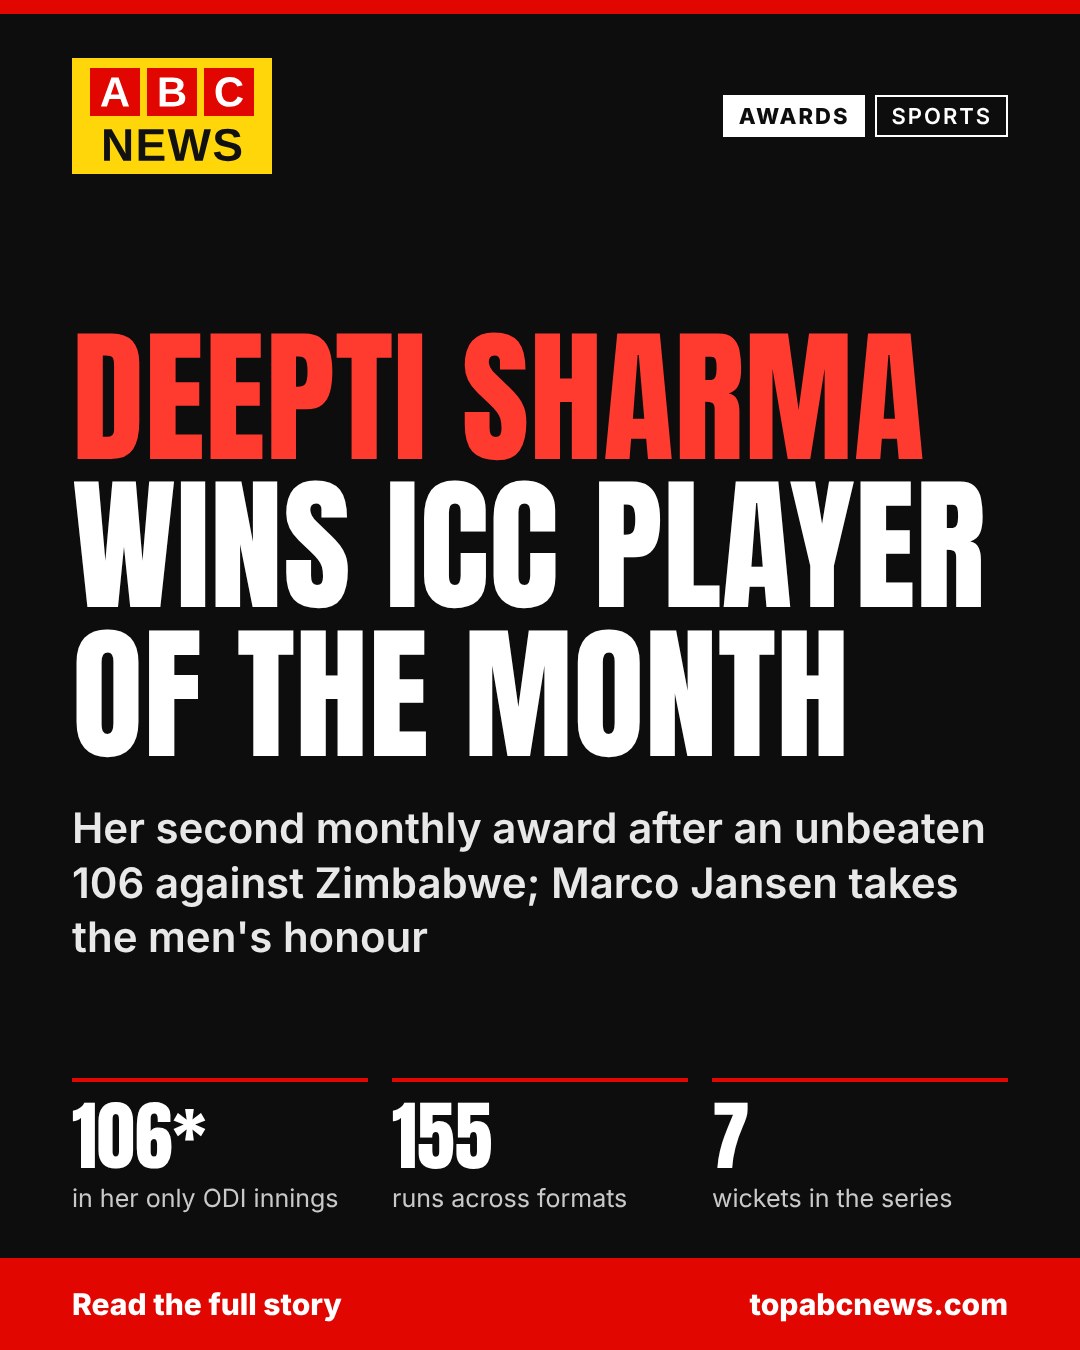 ABC
NEWS
AWARDS SPORTS
DEEPTI SHARMA
WINS ICC PLAYER
OF THE MONTH
Her second monthly award after an unbeaten
106 against Zimbabwe; Marco Jansen takes
the men's honour
106* 155 7
in her only ODI innings runs across formats wickets in the series
Read the full story topabcnews.com